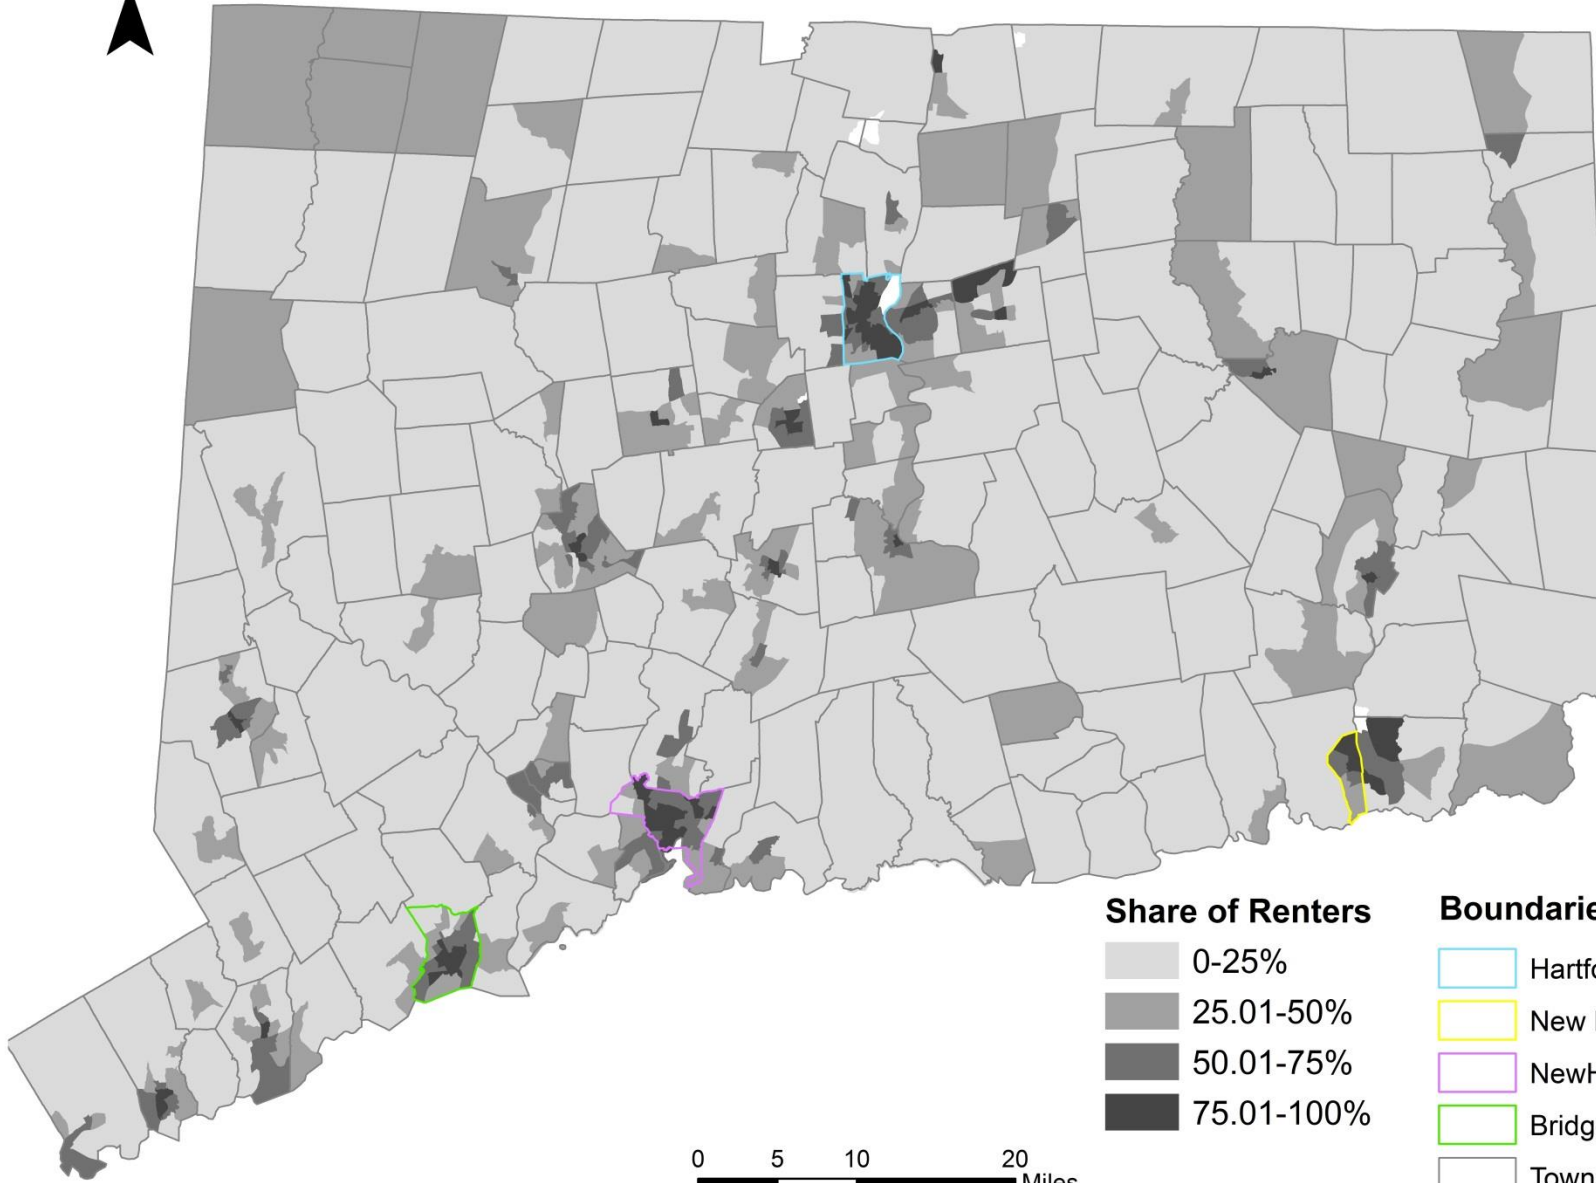 Share of Renters
0-25%
25.01-50%
50.01-75%
75.01-100%
Boundarie
Hartfo
New
NewH
Bridg
Town
0 5 10 20
Miles